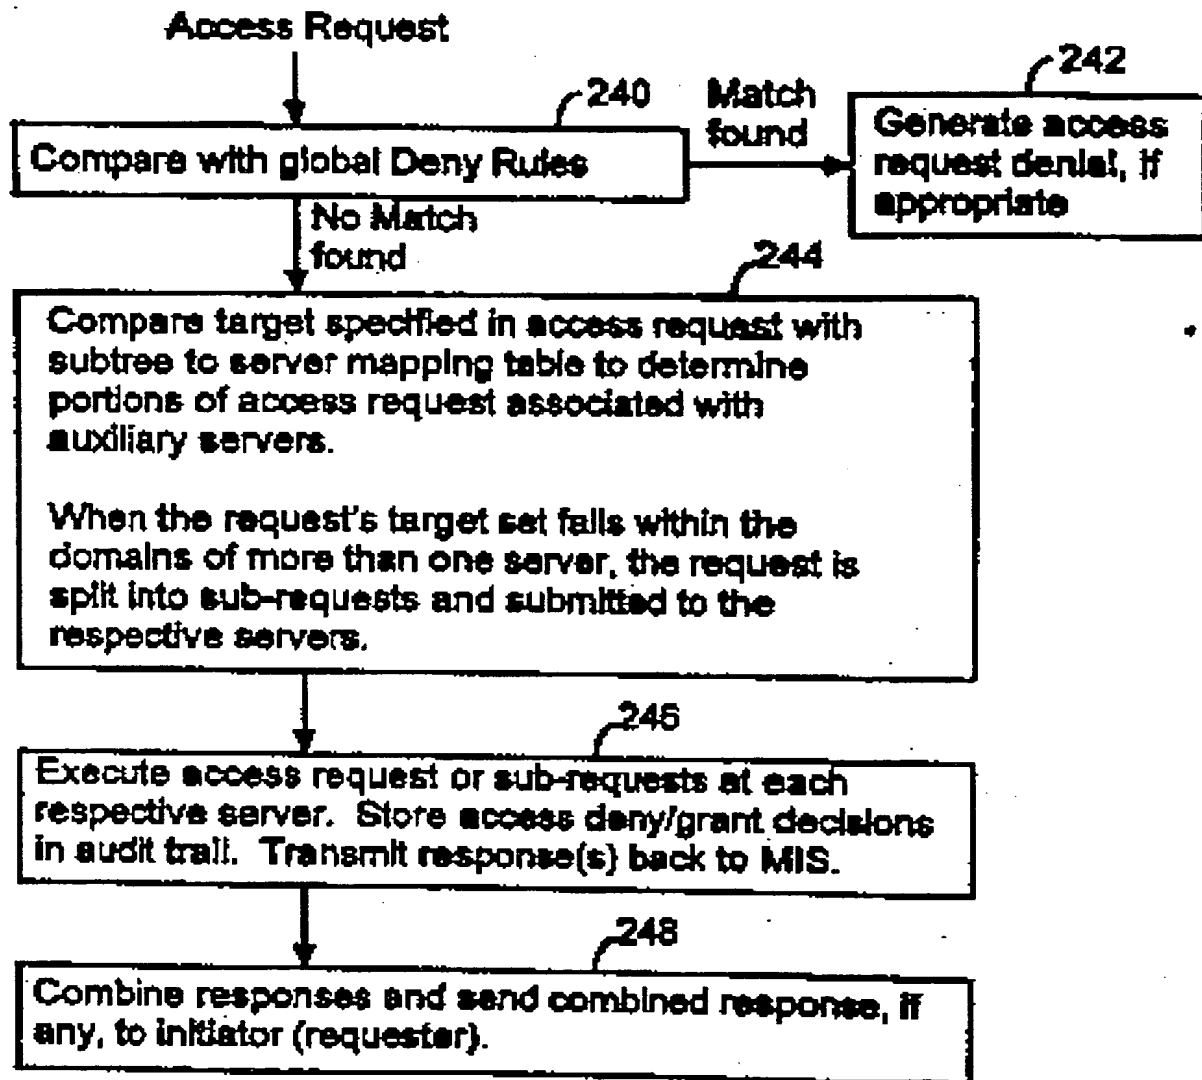 Access Request
240
Match
found
242
Compare with global Deny Rules
Generate access
request denial, if
appropriate
No Match
found
244
Compare target specified in access request with
subtree to server mapping table to determine
portions of access request associated with
auxiliary servers.
When the request's target set falls within the
domains of more than one server, the request is
split into sub-requests and submitted to the
respective servers.
246
Execute access request or sub-requests at each
respective server. Store access deny/grant decisions
in audit trail. Transmit response(s) back to MIS.
248
Combine responses and send combined response, if
any, to initiator (requester).